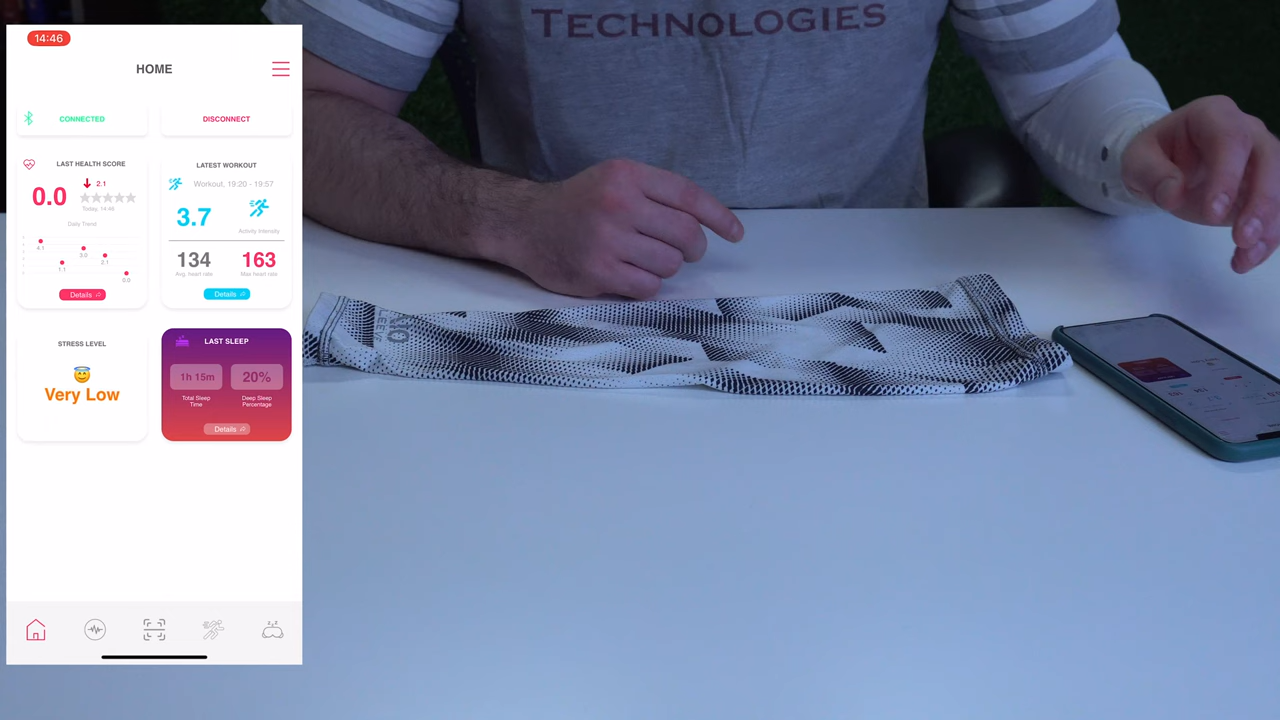 14:46
HOME
CONNECTED
DISCONNECT
LAST HEALTH SCORE
0.0
2.1
Today, 14:46
Daily Trend
4.1
1.1
3.0
2.1
0.0
Details
LATEST WORKOUT
Workout, 19:20 - 19:57
3.7
Activity Intensity
134
Avg. heart rate
163
Max heart rate
Details
STRESS LEVEL
Very Low
LAST SLEEP
1h 15m
20%
Total Sleep
Time
Deep Sleep
Percentage
Details
TECHNOLOGIES